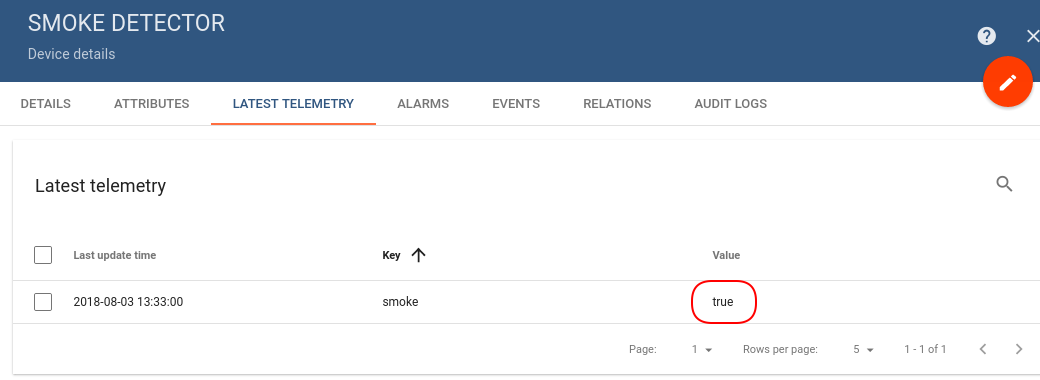 SMOKE DETECTOR
Device details
DETAILS ATTRIBUTES LATEST TELEMETRY ALARMS EVENTS RELATIONS AUDIT LOGS
Latest telemetry
Last update time Key Value
2018-08-03 13:33:00 smoke true
Page: 1 Rows per page: 5 1 - 1 of 1